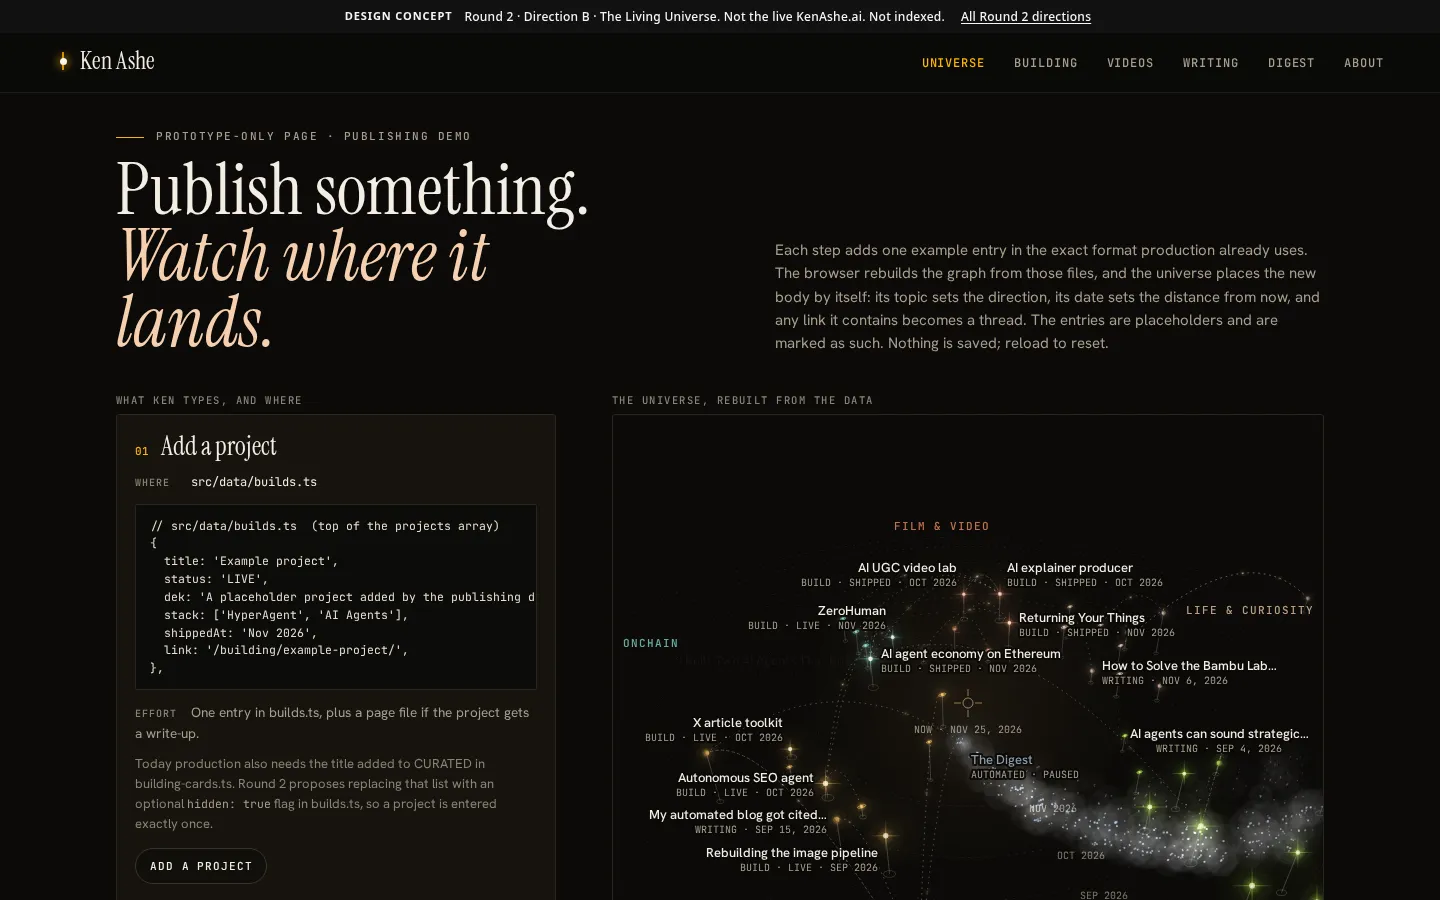 DESIGN CONCEPT Round 2 · Direction B · The Living Universe. Not the live KenAshe.ai. Not indexed. All Round 2 directions
Ken Ashe
UNIVERSE BUILDING VIDEOS WRITING DIGEST ABOUT
PROTOTYPE-ONLY PAGE · PUBLISHING DEMO
Publish something.
Watch where it
lands.
Each step adds one example entry in the exact format production already uses.
The browser rebuilds the graph from those files, and the universe places the new
body by itself: its topic sets the direction, its date sets the distance from now, and
any link it contains becomes a thread. The entries are placeholders and are
marked as such. Nothing is saved; reload to reset.
WHAT KEN TYPES, AND WHERE
01 Add a project
WHERE src/data/builds.ts
// src/data/builds.ts  (top of the projects array)
{
  title: 'Example project',
  status: 'LIVE',
  dek: 'A placeholder project added by the publishing d
  stack: ['HyperAgent', 'AI Agents'],
  shippedAt: 'Nov 2026',
  link: '/building/example-project/',
},
EFFORT One entry in builds.ts, plus a page file if the project gets
a write-up.
Today production also needs the title added to CURATED in
building-cards.ts. Round 2 proposes replacing that list with an
optional hidden: true flag in builds.ts, so a project is entered
exactly once.
ADD A PROJECT
THE UNIVERSE, REBUILT FROM THE DATA
FILM & VIDEO
AI UGC video lab
BUILD · SHIPPED · OCT 2026
AI explainer producer
BUILD · SHIPPED · OCT 2026
ZeroHuman
BUILD · LIVE · NOV 2026
Returning Your Things
BUILD · SHIPPED · NOV 2026
LIFE & CURIOSITY
ONCHAIN
AI agent economy on Ethereum
BUILD · SHIPPED · NOV 2026
How to Solve the Bambu Lab…
WRITING · NOV 6, 2026
X article toolkit
BUILD · LIVE · OCT 2026
NOW · NOV 25, 2026
AI agents can sound strategic…
WRITING · SEP 4, 2026
The Digest
AUTOMATED · PAUSED
Autonomous SEO agent
BUILD · LIVE · OCT 2026
NOV 2026
My automated blog got cited…
WRITING · SEP 15, 2026
Rebuilding the image pipeline
BUILD · LIVE · SEP 2026
OCT 2026
SEP 2026